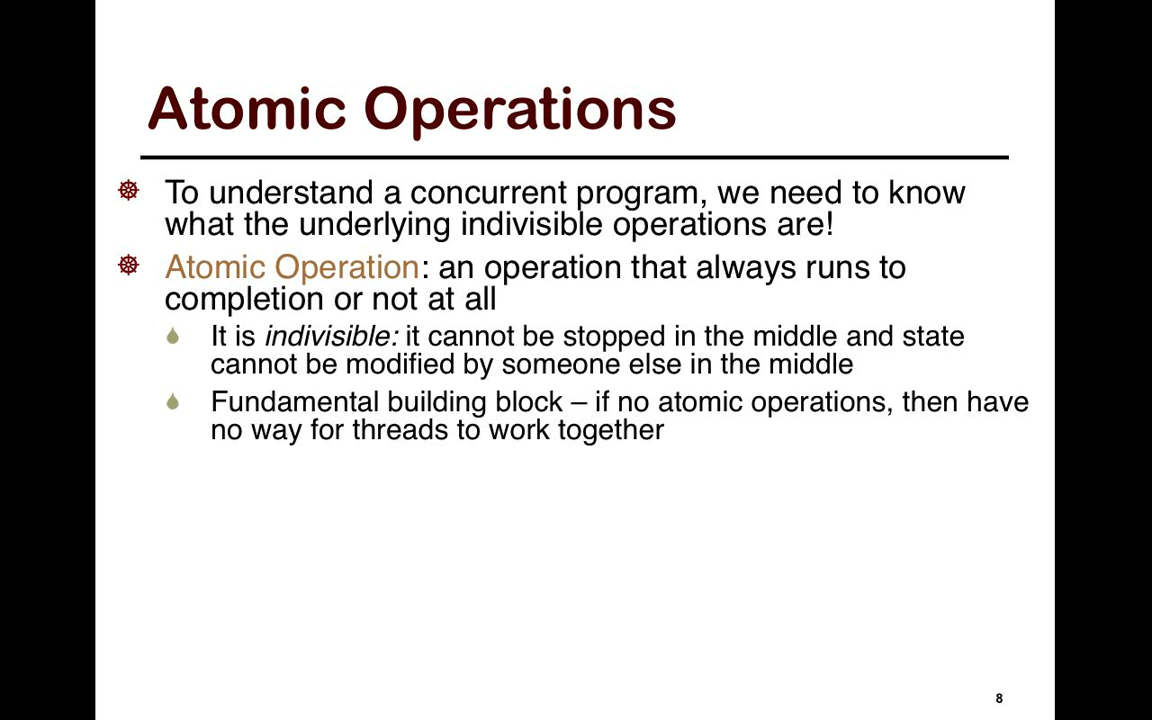 Atomic Operations
To understand a concurrent program, we need to know
what the underlying indivisible operations are!
Atomic Operation: an operation that always runs to
completion or not at all
It is indivisible: it cannot be stopped in the middle and state
cannot be modified by someone else in the middle
Fundamental building block – if no atomic operations, then have
no way for threads to work together
8